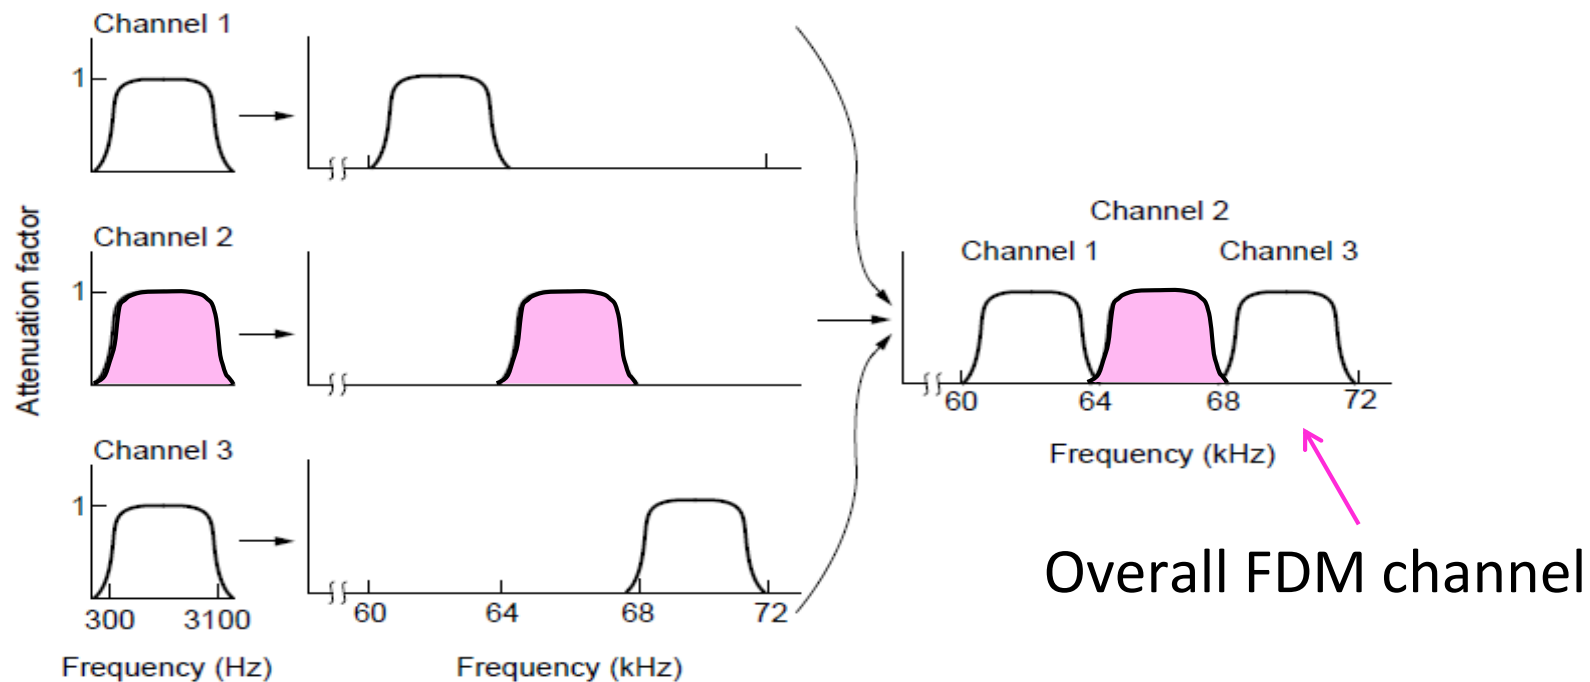 Channel 1
1
Attenuation factor
Channel 2
1
Channel 3
1
300 3100
Frequency (Hz)
60 64 68 72
Frequency (kHz)
Channel 2
Channel 1 Channel 3
60 64 68 72
Frequency (kHz)
Overall FDM channel